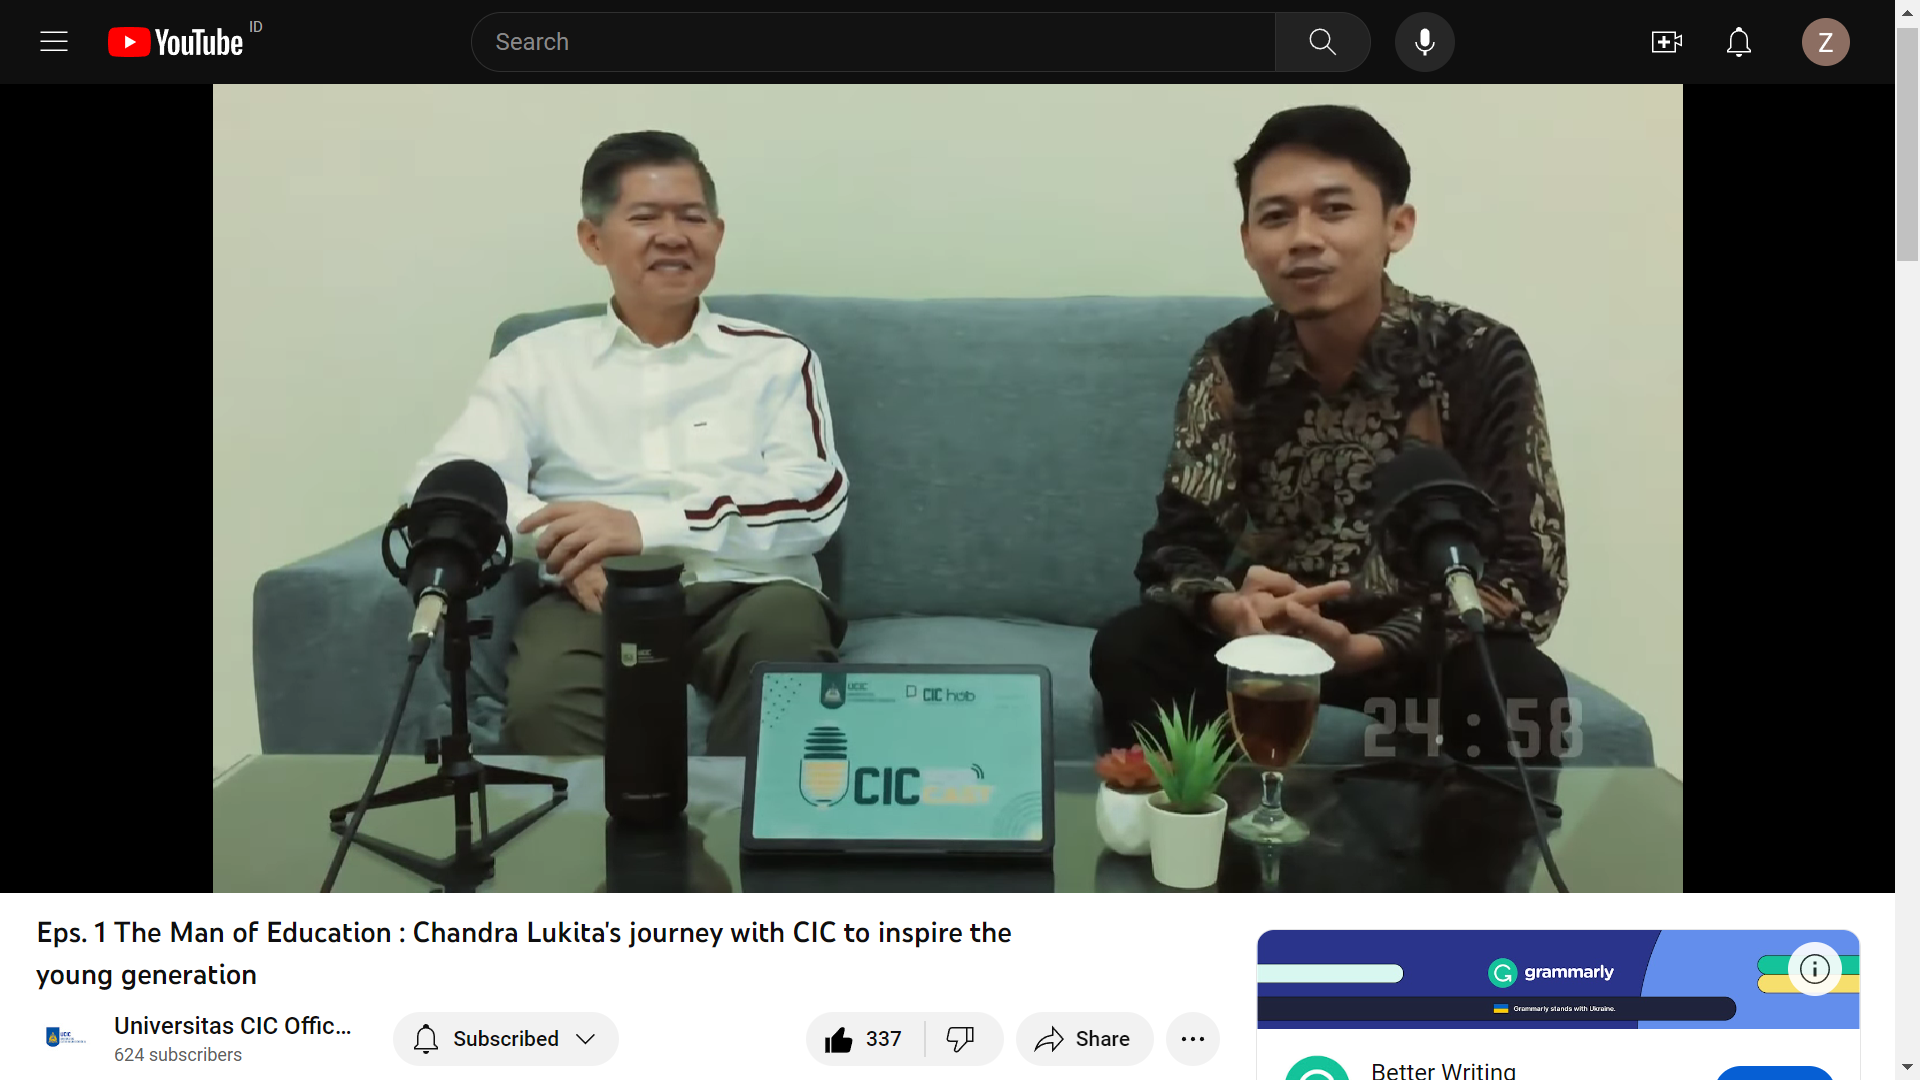 YouTube ID
Search
Z
UCIC
UCIC
CIC hub
CIC
CAST
24 : 58
Eps. 1 The Man of Education : Chandra Lukita's journey with CIC to inspire the
young generation
Universitas CIC Offic...
624 subscribers
Subscribed
337
Share
grammarly
Grammarly stands with Ukraine.
Better Writing